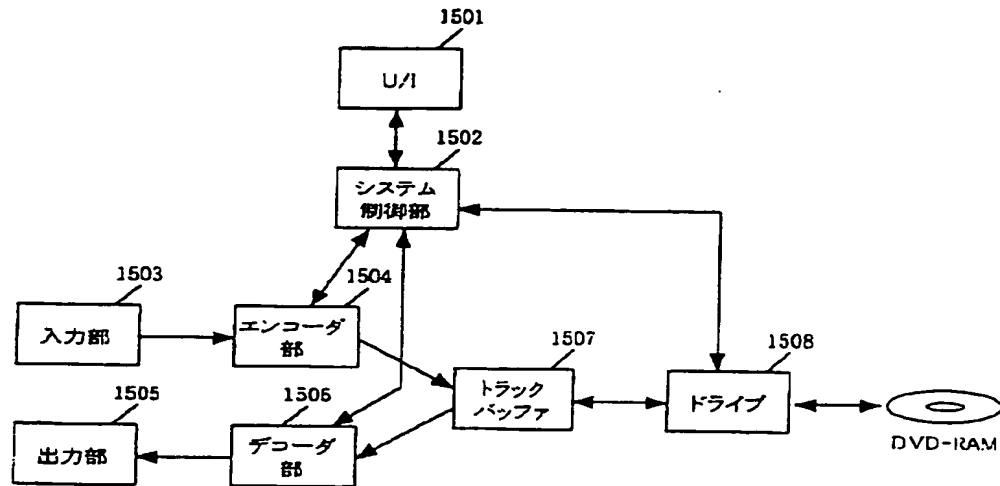 1501
U/I
1502
システム
制御部
1503
入力部
1504
エンコーダ
部
1505
出力部
1506
デコーダ
部
1507
トラック
バッファ
1508
ドライブ
DVD-RAM